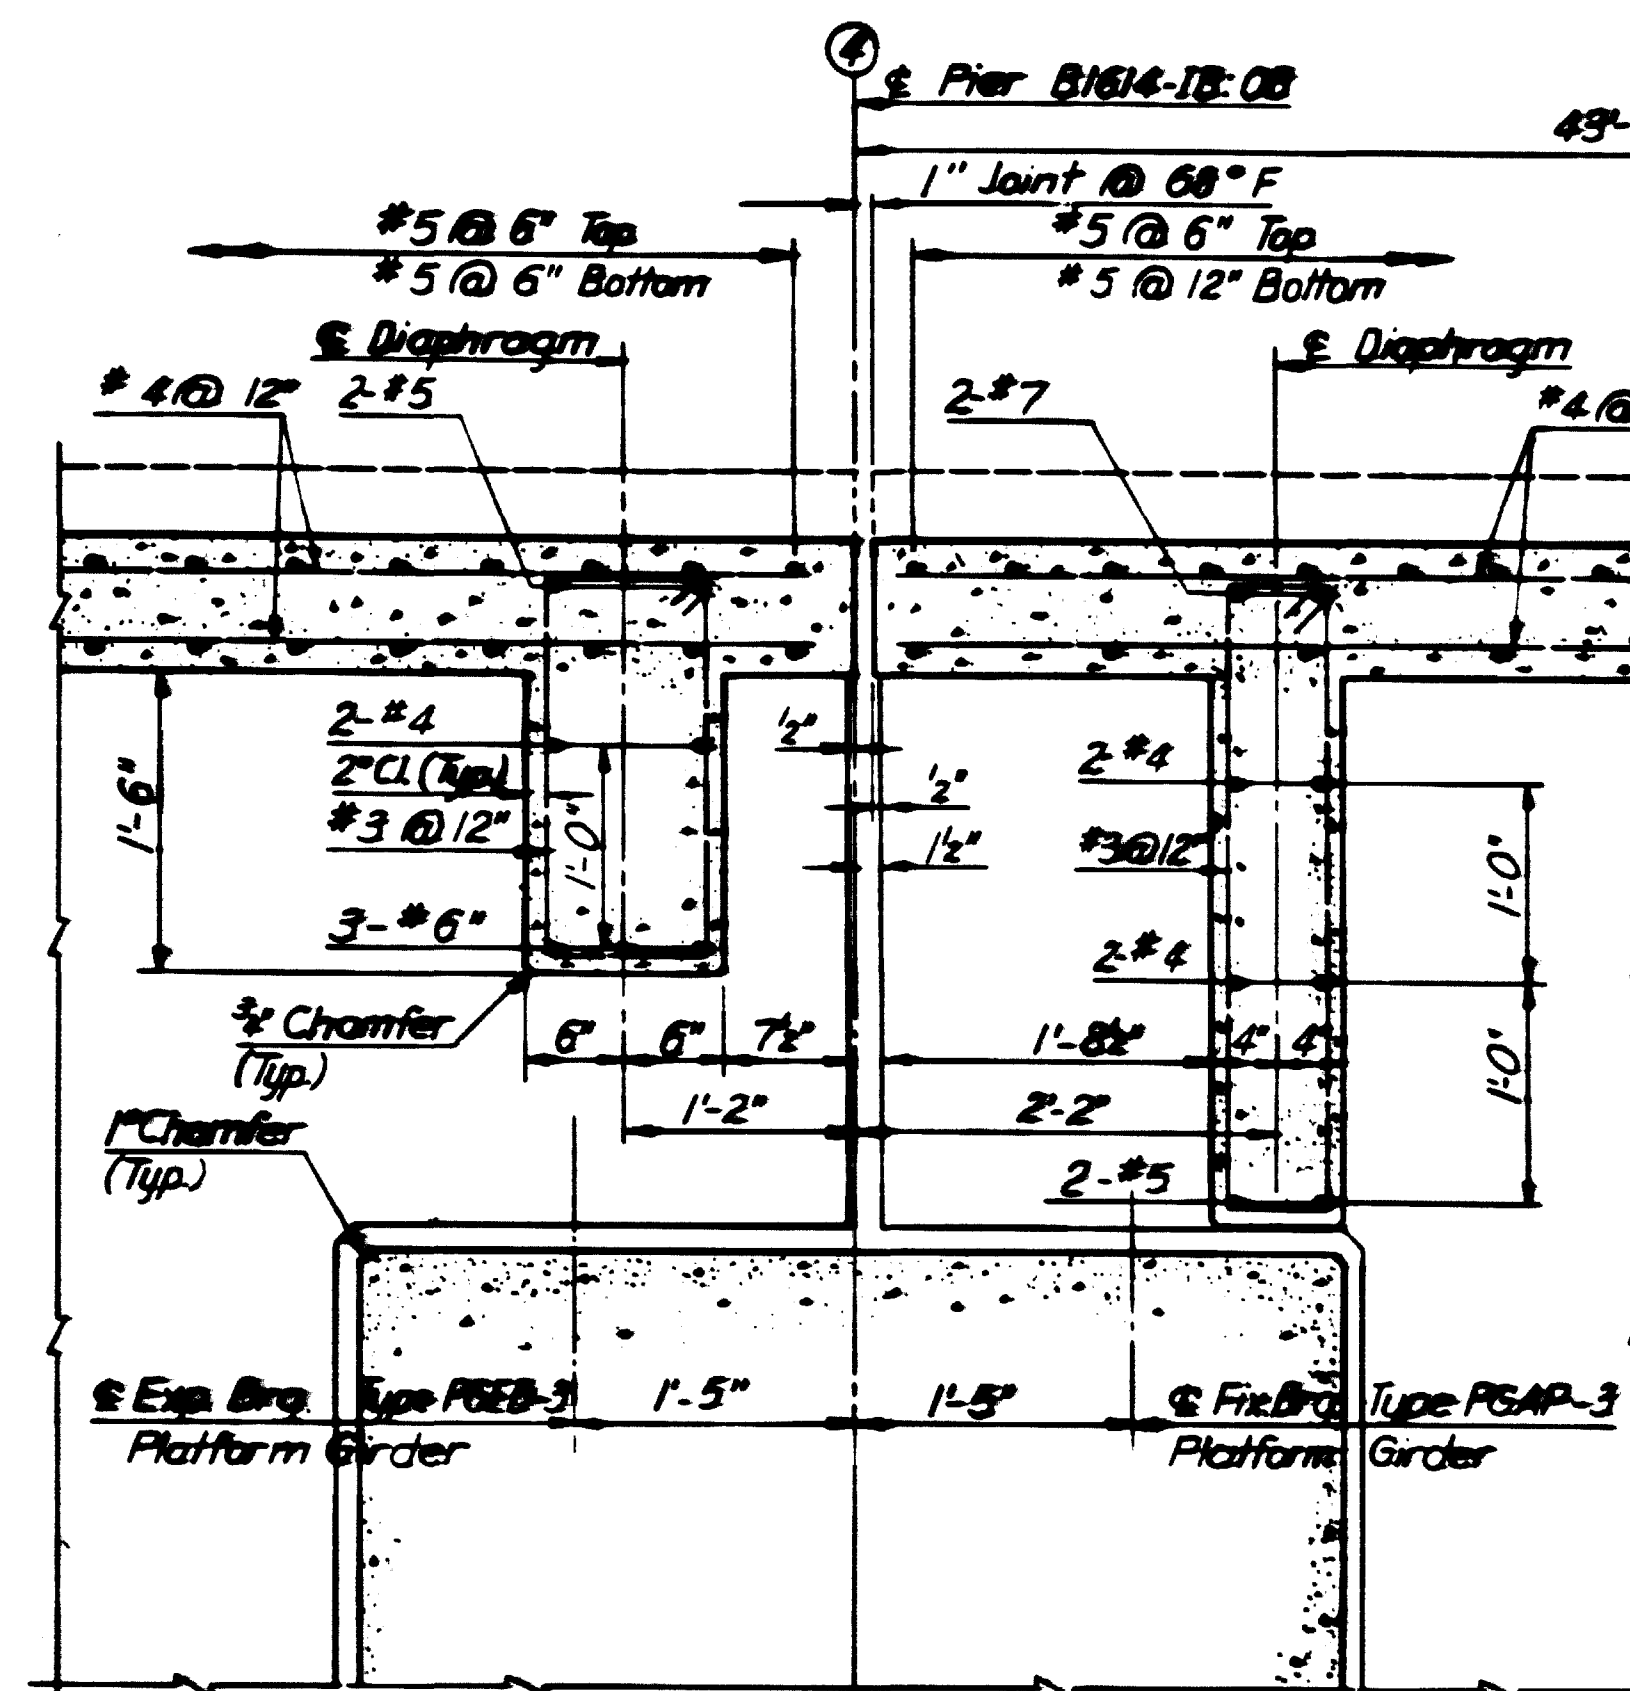 4
℄ Pier B1614-IB:08
43'-
1" Joint @ 68° F
#5 @ 6" Top
#5 @ 6" Bottom
#5 @ 6" Top
#5 @ 12" Bottom
℄ Diaphragm
℄ Diaphragm
#4 @ 12"
2-#5
2-#7
#4 @
2-#4
2" Cl. (Typ.)
#3 @ 12"
3-#6"
1'-6"
1'-0"
½"
½"
1½"
2-#4
#3@12"
2-#4
1'-0"
1'-0"
¾" Chamfer
(Typ.)
6"
6"
7½"
1'-8½"
4"
4"
1'-2"
2'-2"
1" Chamfer
(Typ.)
2-#5
℄ Exp. Brg. Type PGEB-3
Platform Girder
1'-5"
1'-5"
℄ Fix.Brg. Type PGAP-3
Platform Girder